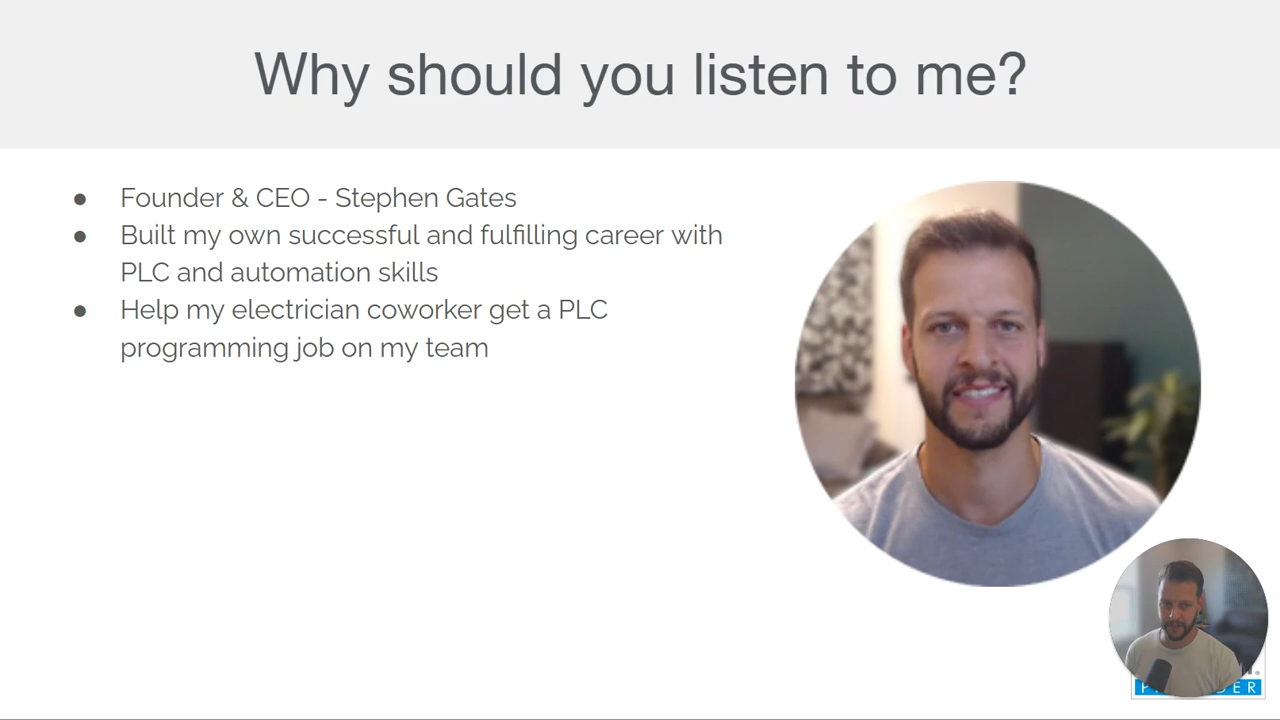 Why should you listen to me?
● Founder & CEO - Stephen Gates
● Built my own successful and fulfilling career with
PLC and automation skills
● Help my electrician coworker get a PLC
programming job on my team